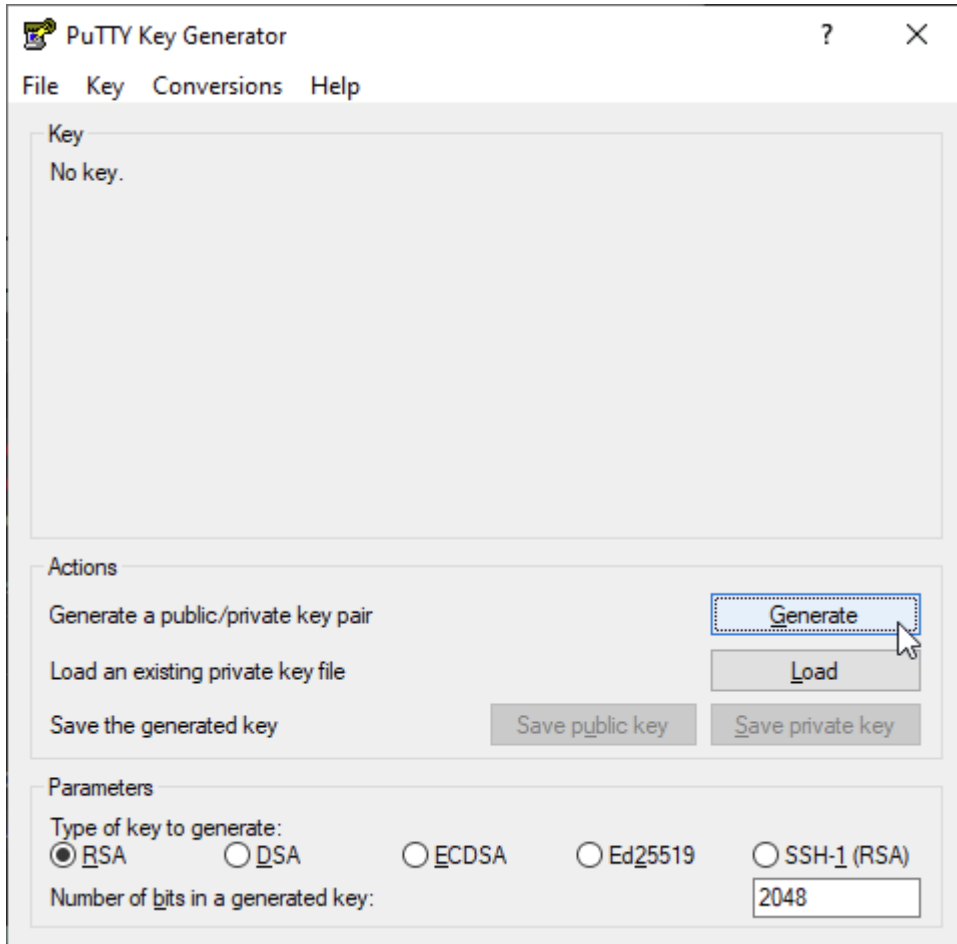 PuTTY Key Generator ?
File Key Conversions Help
Key
No key.
Actions
Generate a public/private key pair Generate
Load an existing private key file Load
Save the generated key Save public key Save private key
Parameters
Type of key to generate:
RSA DSA ECDSA Ed25519 SSH-1 (RSA)
Number of bits in a generated key: 2048